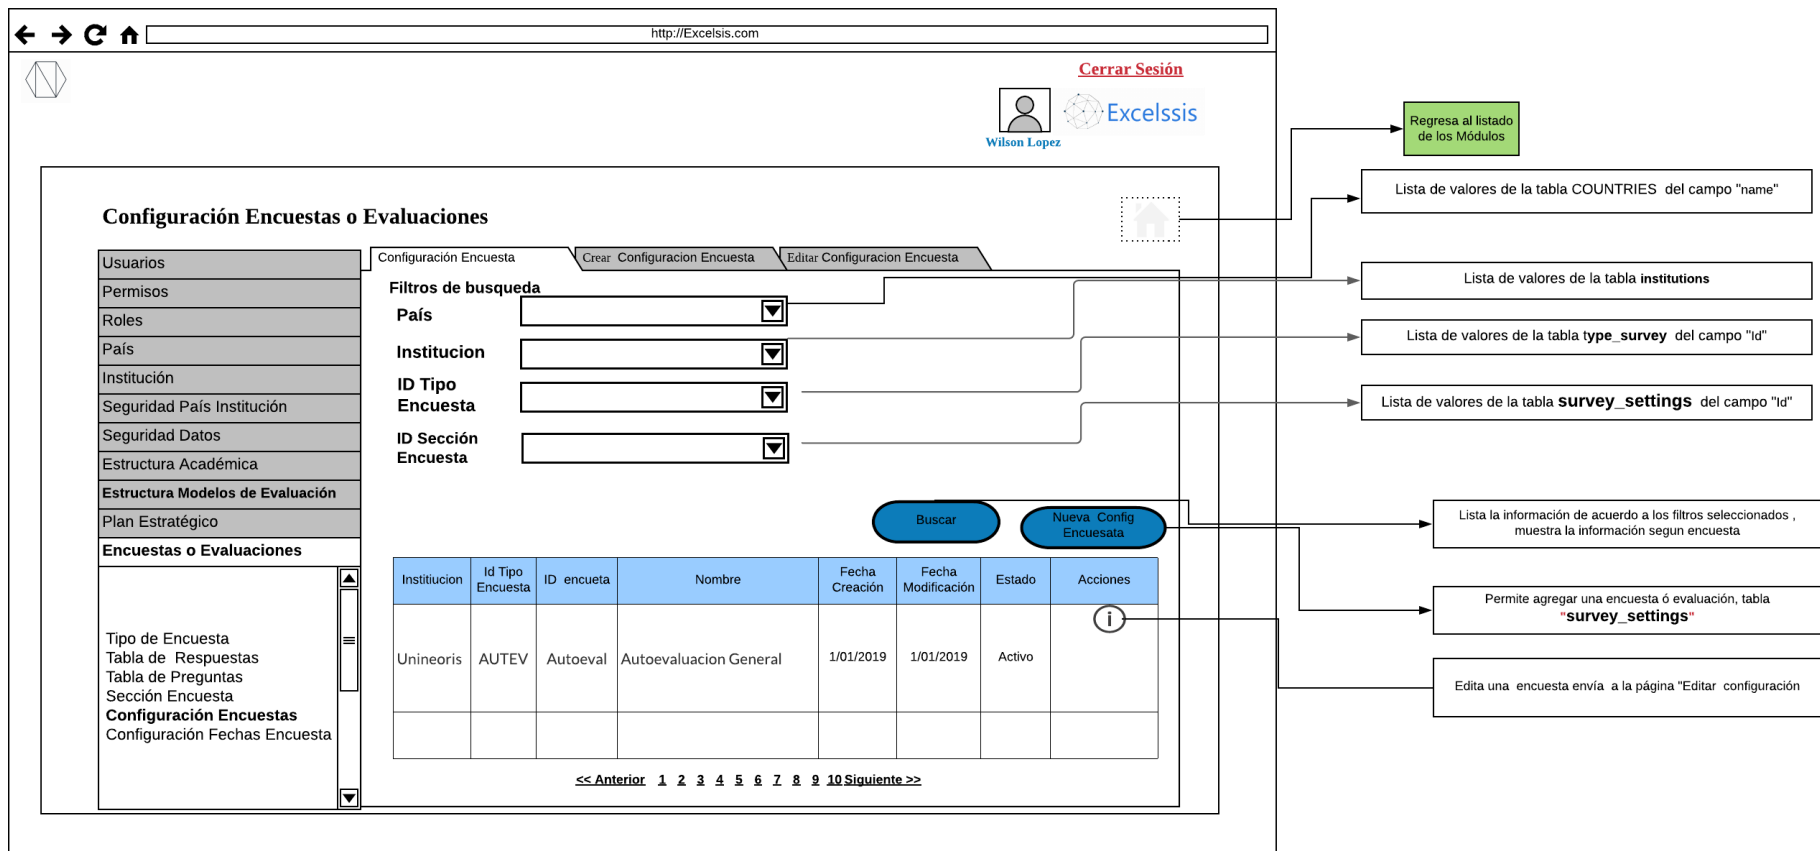 http://Excelsis.com
Cerrar Sesión
Excelssis
Wilson Lopez
Configuración Encuestas o Evaluaciones
Usuarios
Permisos
Roles
País
Institución
Seguridad País Institución
Seguridad Datos
Estructura Académica
Estructura Modelos de Evaluación
Plan Estratégico
Encuestas o Evaluaciones
Tipo de Encuesta
Tabla de Respuestas
Tabla de Preguntas
Sección Encuesta
Configuración Encuestas
Configuración Fechas Encuesta
Configuración Encuesta
Crear Configuracion Encuesta
Editar Configuracion Encuesta
Filtros de busqueda
País
Institucion
ID Tipo
Encuesta
ID Sección
Encuesta
Buscar
Nueva Config
Encuesata
Institiucion
Id Tipo
Encuesta
ID encueta
Nombre
Fecha
Creación
Fecha
Modificación
Estado
Acciones
Unineoris
AUTEV
Autoeval
Autoevaluacion General
1/01/2019
1/01/2019
Activo
i
<< Anterior 1 2 3 4 5 6 7 8 9 10 Siguiente >>
Regresa al listado
de los Módulos
Lista de valores de la tabla COUNTRIES del campo "name"
Lista de valores de la tabla institutions
Lista de valores de la tabla type_survey del campo "Id"
Lista de valores de la tabla survey_settings del campo "Id"
Lista la información de acuerdo a los filtros seleccionados ,
muestra la información segun encuesta
Permite agregar una encuesta ó evaluación, tabla
"survey_settings"
Edita una encuesta envía a la página "Editar configuración